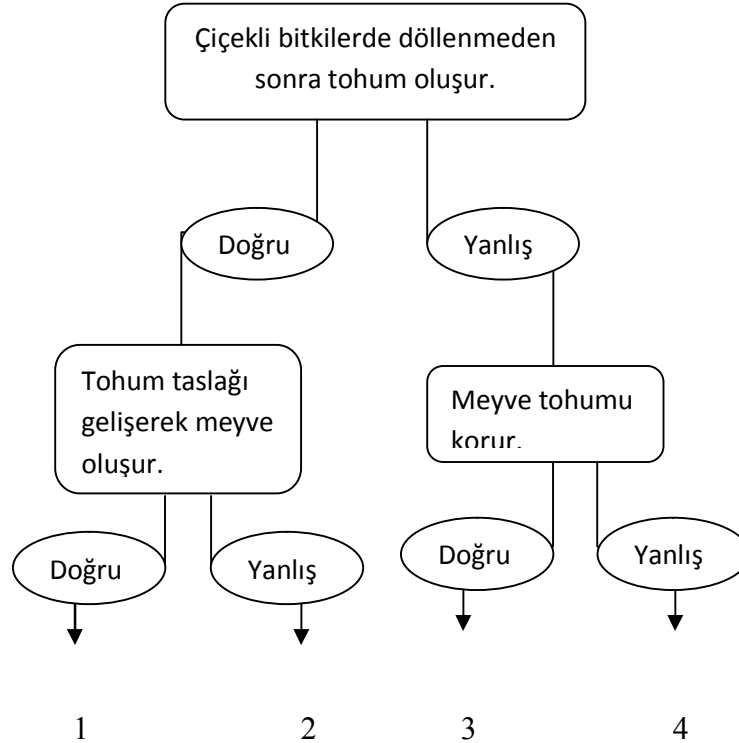 Çiçekli bitkilerde döllenmeden
sonra tohum oluşur.
Doğru
Yanlış
Tohum taslağı
gelişerek meyve
oluşur.
Meyve tohumu
korur.
Doğru
Yanlış
Doğru
Yanlış
1
2
3
4